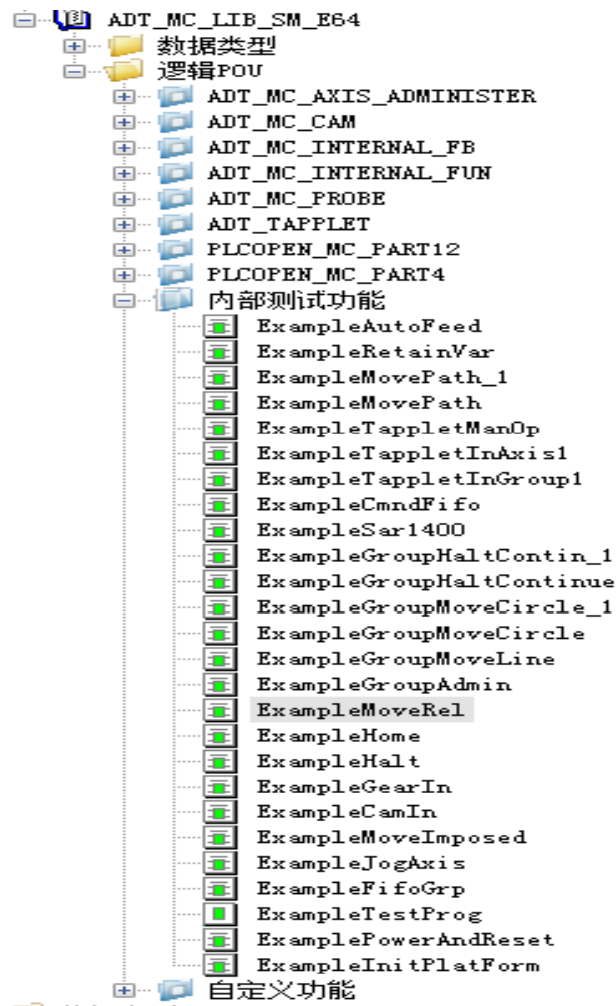 ADT_MC_LIB_SM_E64
数据类型
逻辑POU
ADT_MC_AXIS_ADMINISTER
ADT_MC_CAM
ADT_MC_INTERNAL_FB
ADT_MC_INTERNAL_FUN
ADT_MC_PROBE
ADT_TAPPLET
PLCOPEN_MC_PART12
PLCOPEN_MC_PART4
内部测试功能
ExampleAutoFeed
ExampleRetainVar
ExampleMovePath_1
ExampleMovePath
ExampleTappletManOp
ExampleTappletInAxis1
ExampleTappletInGroup1
ExampleCmndFifo
ExampleSar1400
ExampleGroupHaltContin_1
ExampleGroupHaltContinue
ExampleGroupMoveCircle_1
ExampleGroupMoveCircle
ExampleGroupMoveLine
ExampleGroupAdmin
ExampleMoveRel
ExampleHome
ExampleHalt
ExampleGearIn
ExampleCamIn
ExampleMoveImposed
ExampleJogAxis
ExampleFifoGrp
ExampleTestProg
ExamplePowerAndReset
ExampleInitPlatForm
自定义功能